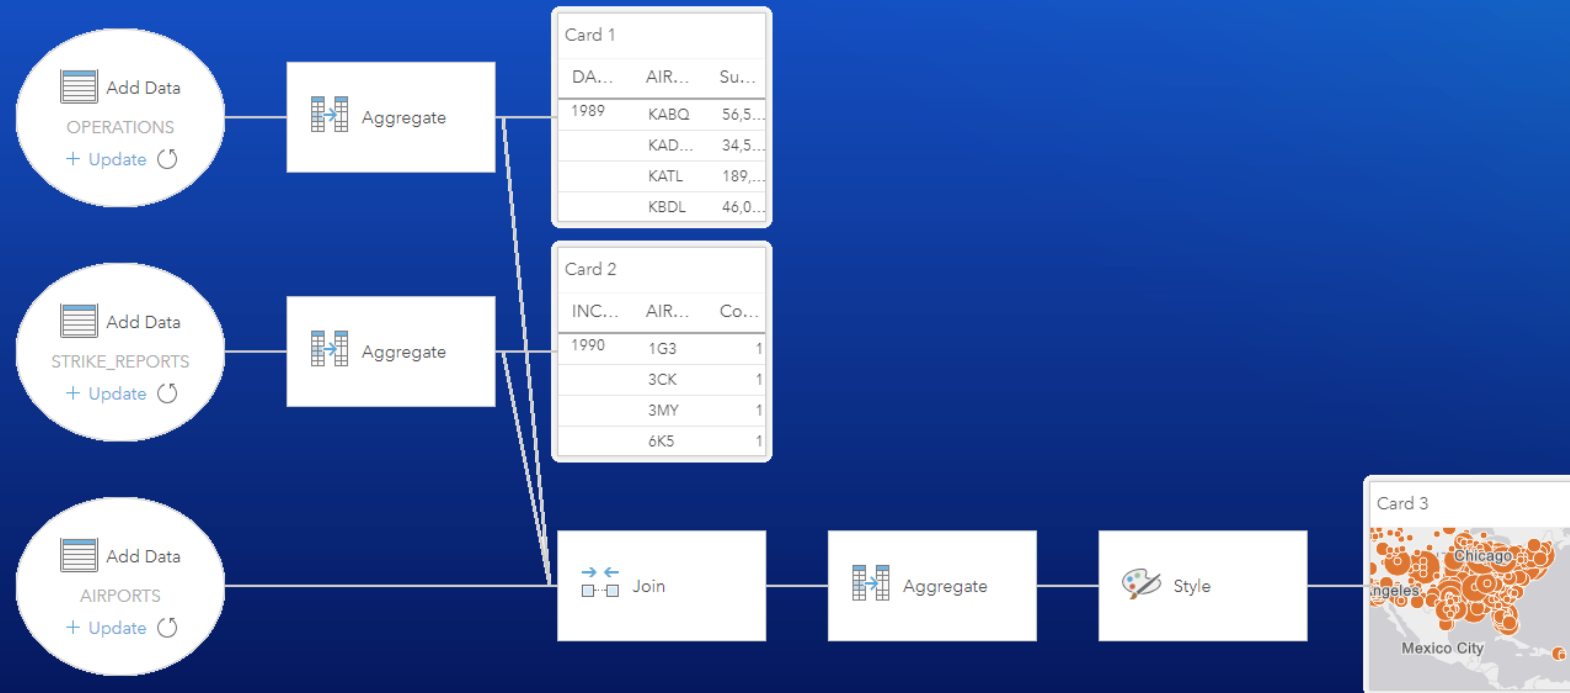 Add Data
OPERATIONS
+ Update
Aggregate
Card 1
DA... AIR... Su...
1989 KABQ 56,5...
KAD... 34,5...
KATL 189,...
KBDL 46,0...
Add Data
STRIKE_REPORTS
+ Update
Aggregate
Card 2
INC... AIR... Co...
1990 1G3 1
3CK 1
3MY 1
6K5 1
Add Data
AIRPORTS
+ Update
Join
Aggregate
Style
Card 3
Chicago
ngeles
Mexico City